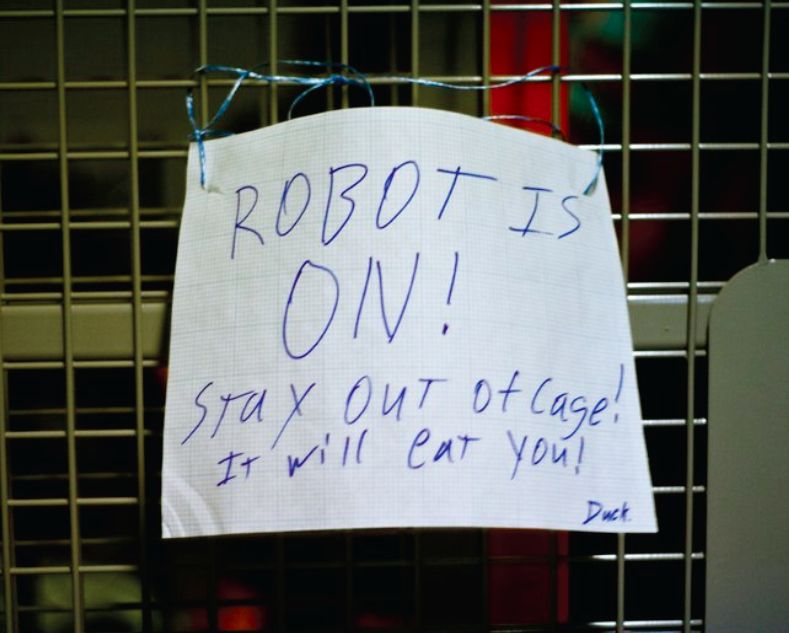 ROBOT IS
ON!
Stay out of cage!
It will eat you!
Duck.